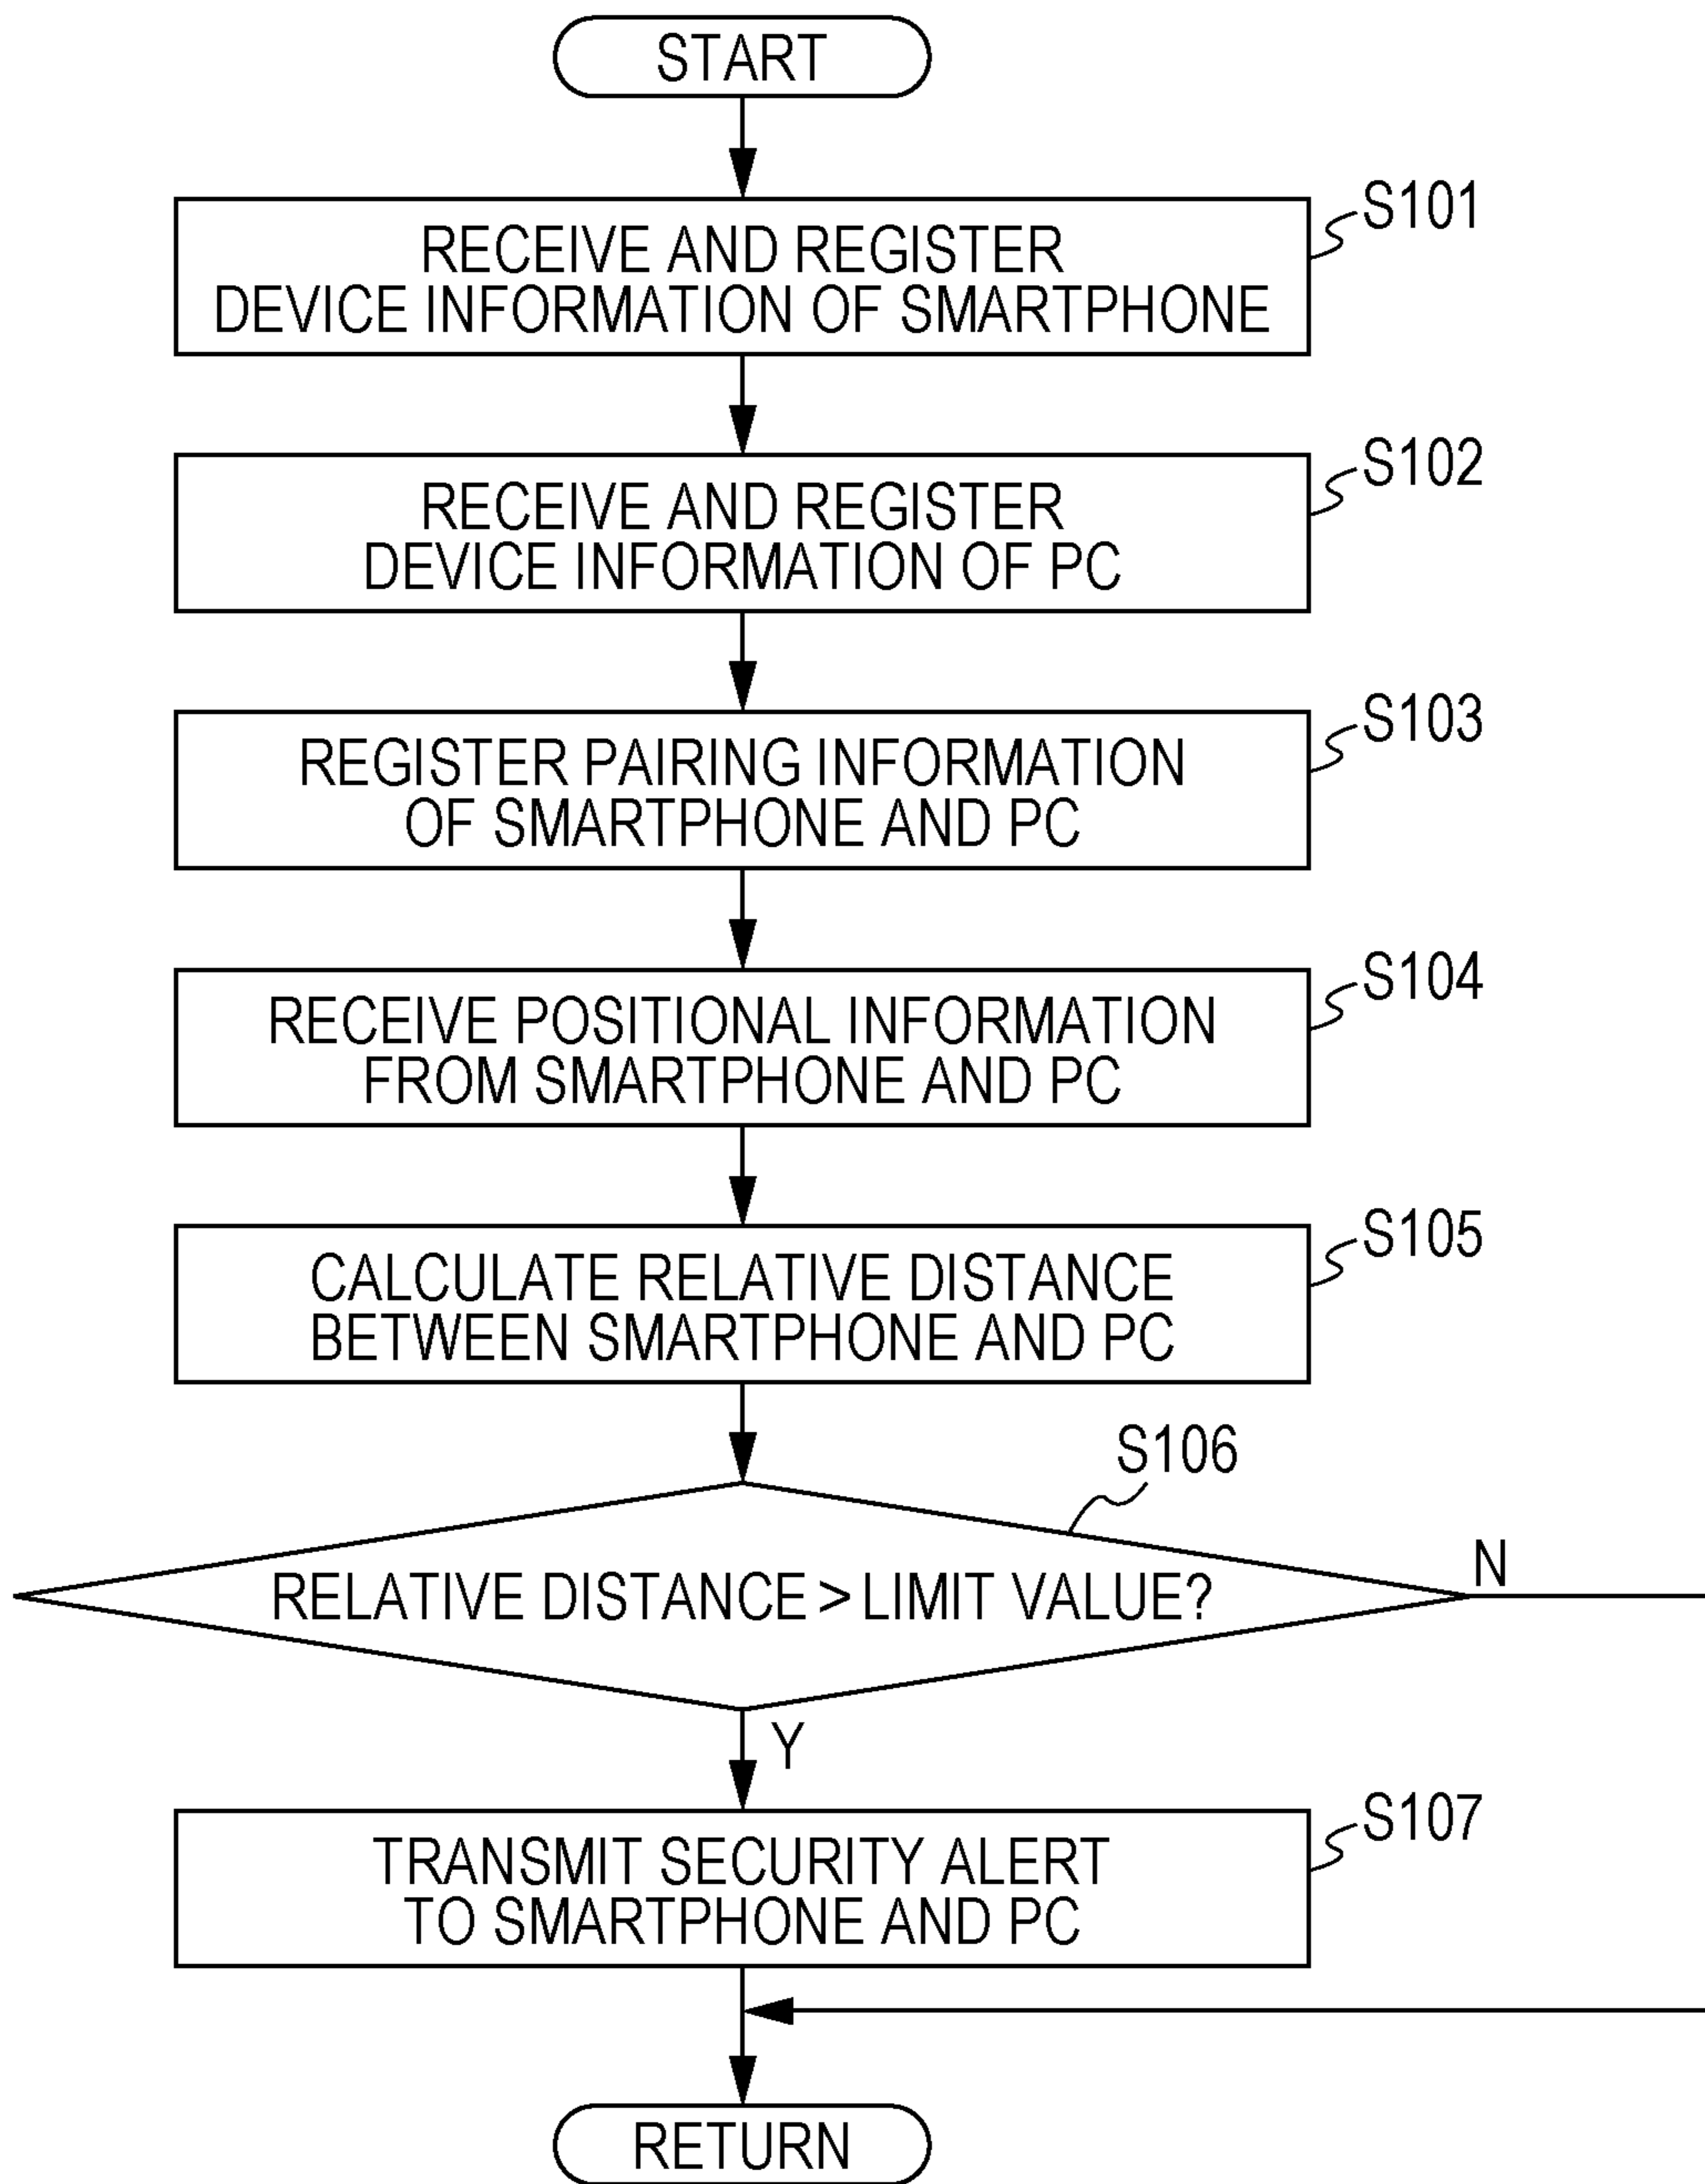 START
S101
RECEIVE AND REGISTER
DEVICE INFORMATION OF SMARTPHONE
S102
RECEIVE AND REGISTER
DEVICE INFORMATION OF PC
S103
REGISTER PAIRING INFORMATION
OF SMARTPHONE AND PC
S104
RECEIVE POSITIONAL INFORMATION
FROM SMARTPHONE AND PC
S105
CALCULATE RELATIVE DISTANCE
BETWEEN SMARTPHONE AND PC
S106
N
RELATIVE DISTANCE > LIMIT VALUE?
Y
S107
TRANSMIT SECURITY ALERT
TO SMARTPHONE AND PC
RETURN